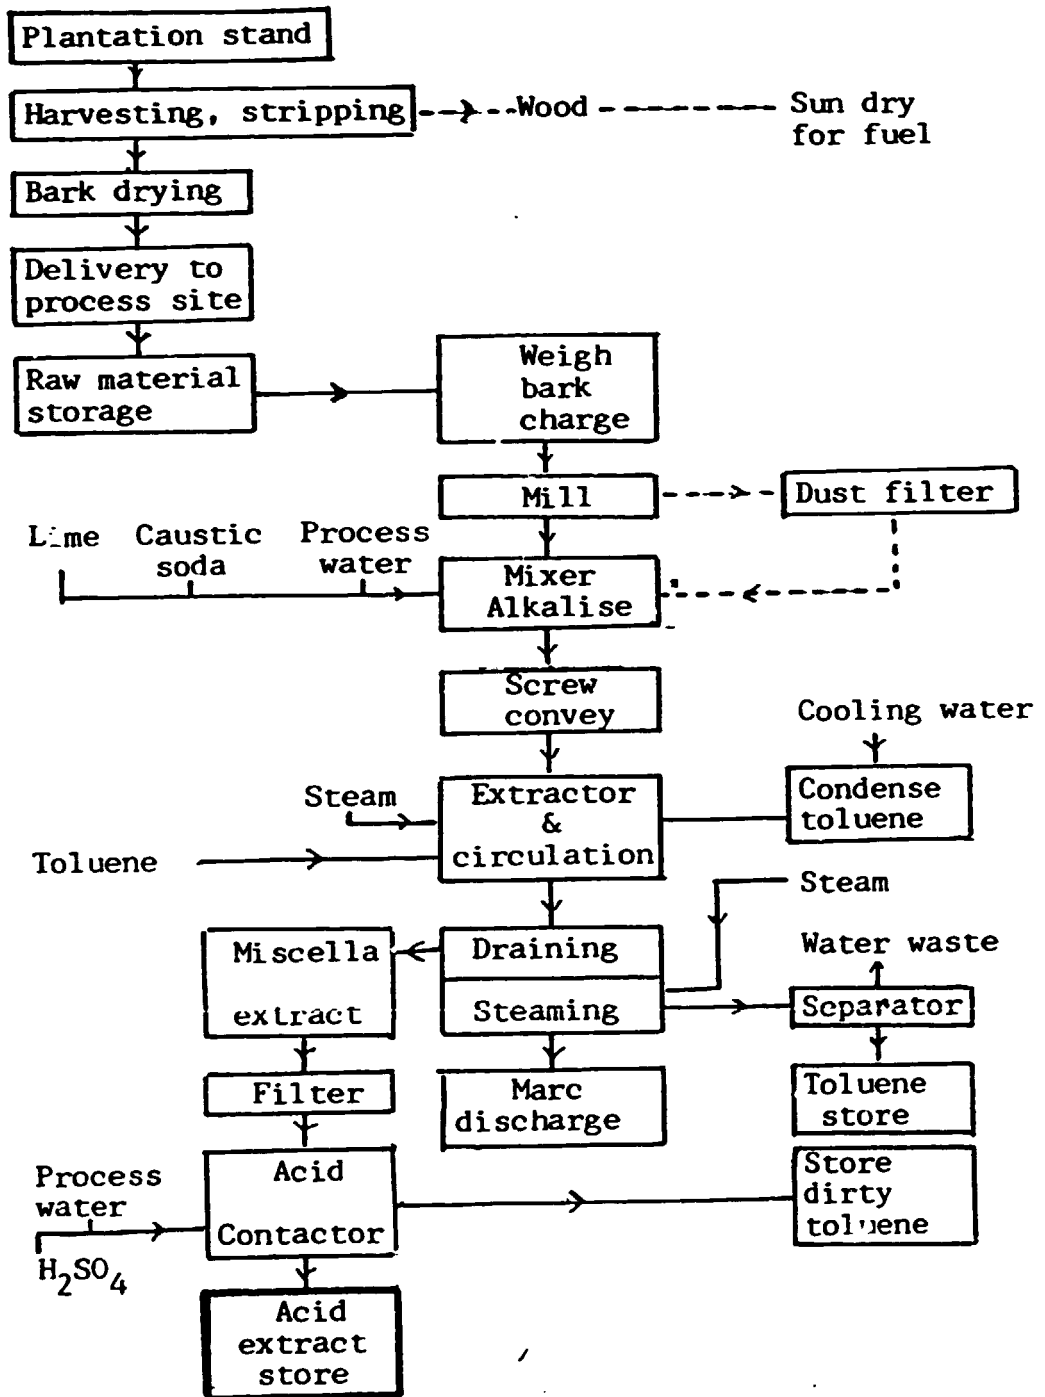 Plantation stand
Harvesting, stripping
Wood
Sun dry
for fuel
Bark drying
Delivery to
process site
Raw material
storage
Weigh
bark
charge
Mill
Dust filter
Lime
Caustic
soda
Process
water
Mixer
Alkalise
Screw
convey
Cooling water
Steam
Extractor
&
circulation
Condense
toluene
Toluene
Steam
Miscella
extract
Draining
Steaming
Water waste
Separator
Filter
Marc
discharge
Toluene
store
Process
water
H₂SO₄
Acid
Contactor
Store
dirty
toluene
Acid
extract
store